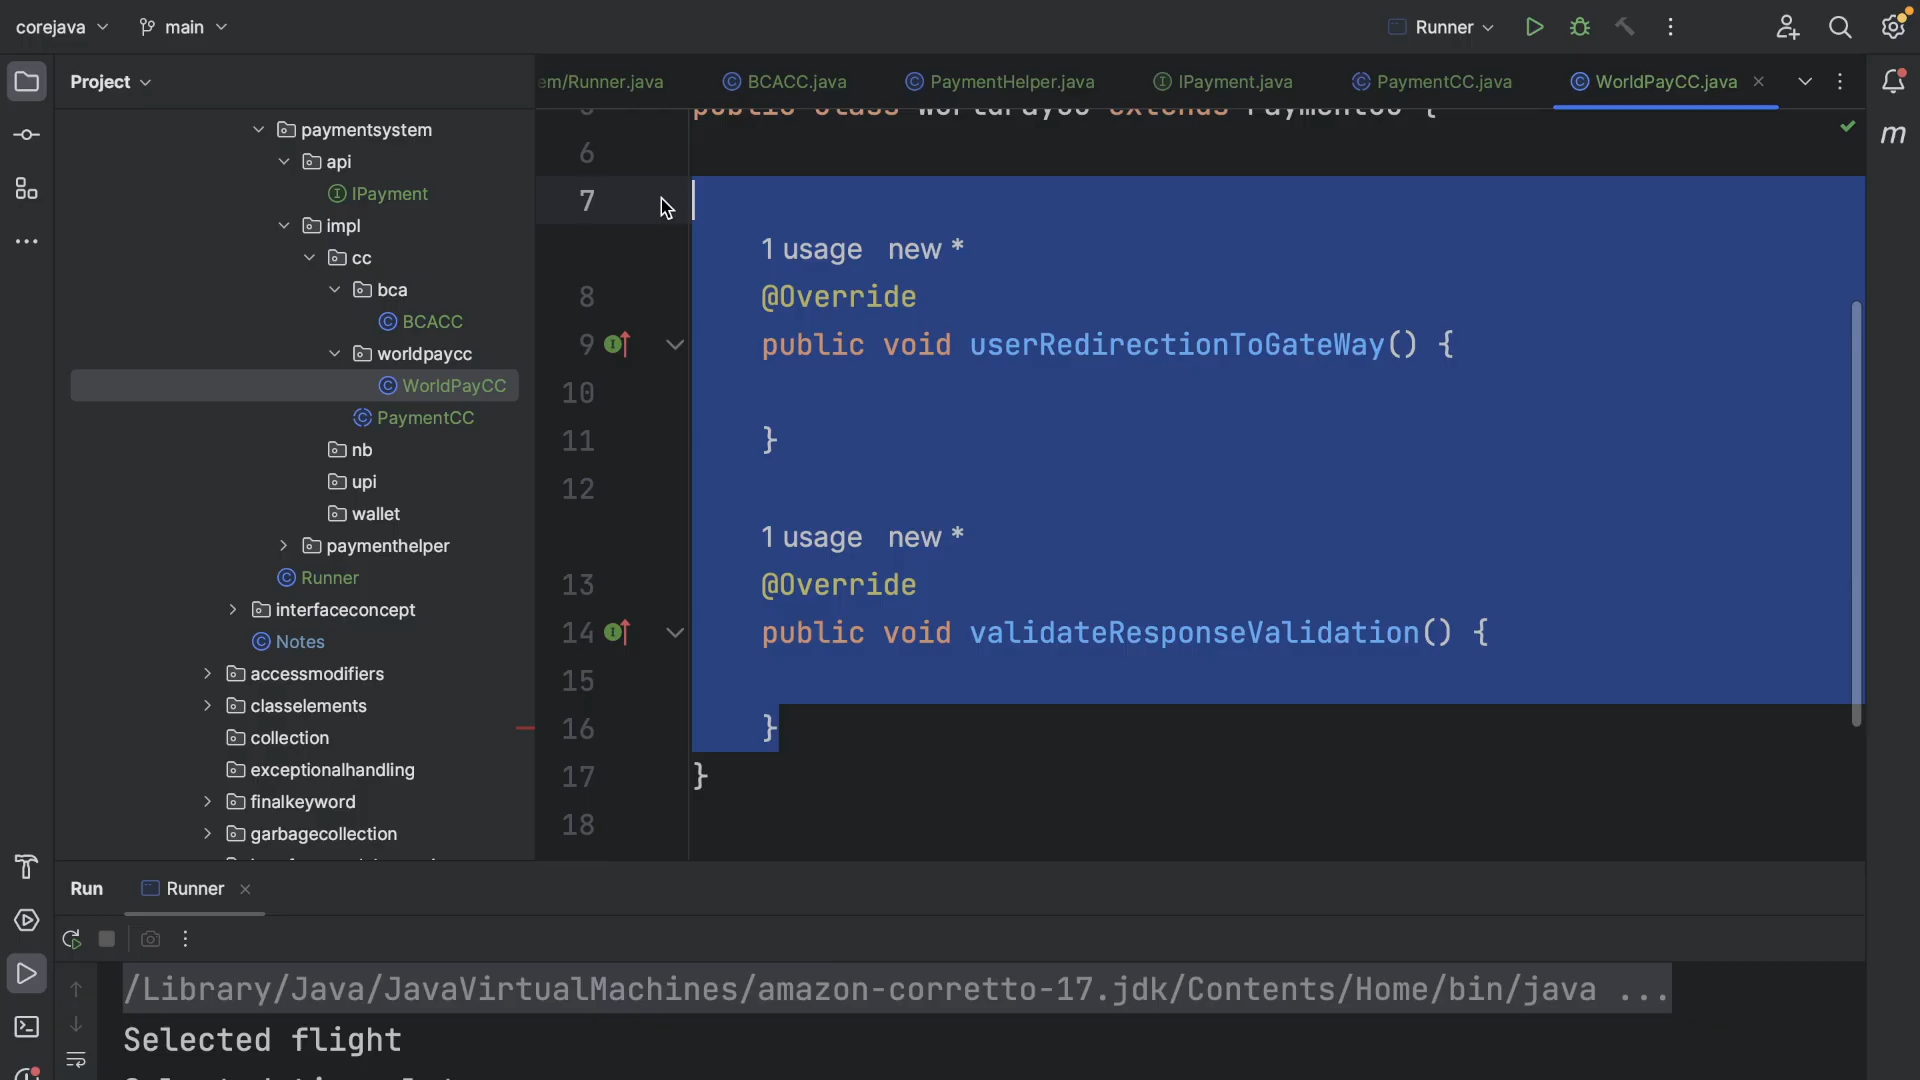 corejava
main
Runner
Project
em/Runner.java
BCACC.java
PaymentHelper.java
IPayment.java
PaymentCC.java
WorldPayCC.java
paymentsystem
api
IPayment
impl
cc
bca
BCACC
worldpaycc
WorldPayCC
PaymentCC
nb
upi
wallet
paymenthelper
Runner
interfaceconcept
Notes
accessmodifiers
classelements
collection
exceptionalhandling
finalkeyword
garbagecollection
public class WorldPayCC extends PaymentCC {
6
7
1 usage new *
8 @Override
9 public void userRedirectionToGateWay() {
10
11 }
12
1 usage new *
13 @Override
14 public void validateResponseValidation() {
15
16 }
17 }
18
m
Run
Runner
/Library/Java/JavaVirtualMachines/amazon-corretto-17.jdk/Contents/Home/bin/java ...
Selected flight